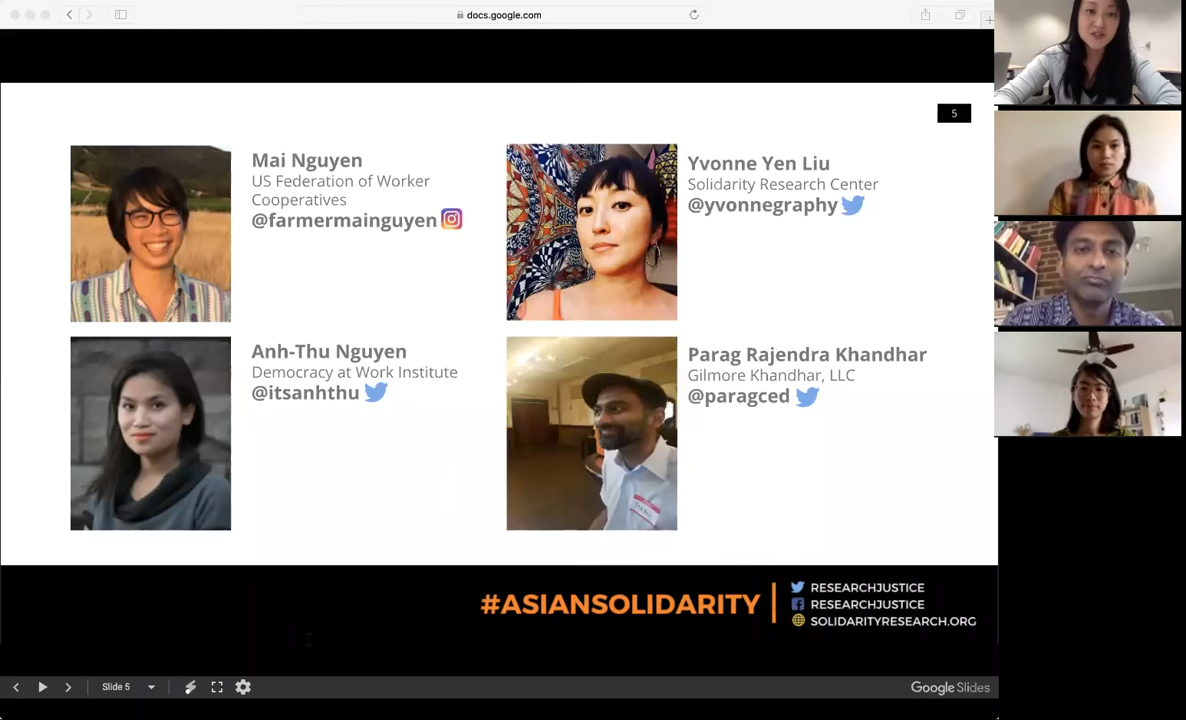 docs.google.com
5
Mai Nguyen
US Federation of Worker
Cooperatives
@farmermainguyen
Yvonne Yen Liu
Solidarity Research Center
@yvonnegraphy
Anh-Thu Nguyen
Democracy at Work Institute
@itsanhthu
Parag Rajendra Khandhar
Gilmore Khandhar, LLC
@paragced
#ASIANSOLIDARITY
RESEARCHJUSTICE
RESEARCHJUSTICE
SOLIDARITYRESEARCH.ORG
Slide 5
Google Slides